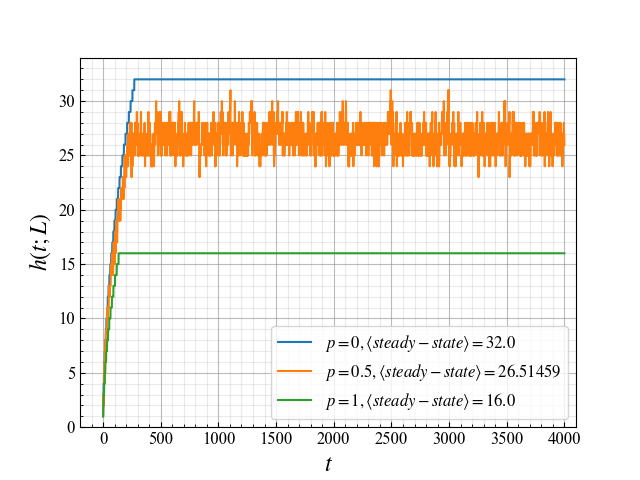 30
25
20
15
10
5
0
h(t; L)
0 500 1000 1500 2000 2500 3000 3500 4000
t
p = 0, ⟨steady − state⟩ = 32.0
p = 0.5, ⟨steady − state⟩ = 26.51459
p = 1, ⟨steady − state⟩ = 16.0